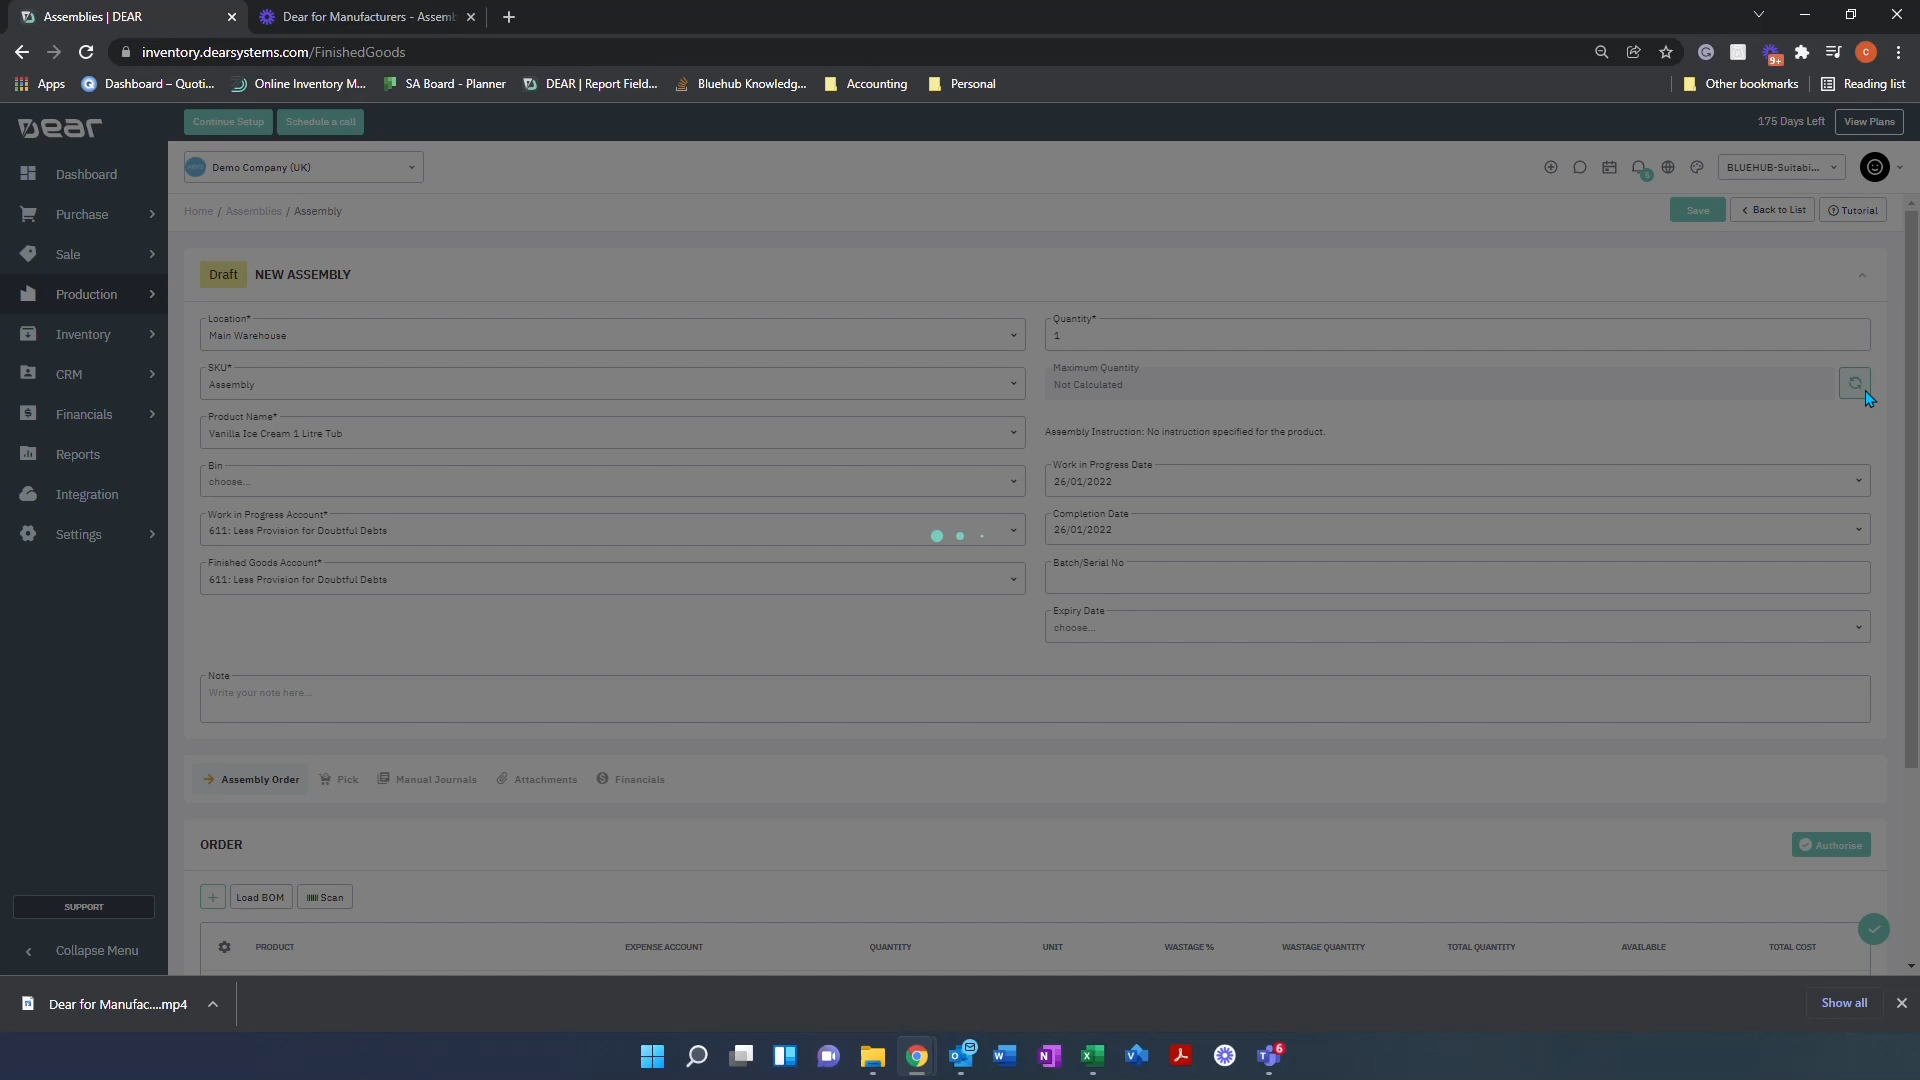 Assemblies | DEAR
Dear for Manufacturers - Assemb
inventory.dearsystems.com/FinishedGoods
C
9+
Apps
Dashboard – Quoti...
Online Inventory M...
SA Board - Planner
DEAR | Report Field...
Bluehub Knowledg...
Accounting
Personal
Other bookmarks
Reading list
Dear
Continue Setup
Schedule a call
175 Days Left
View Plans
Demo Company (UK)
5
BLUEHUB-Suitabi...
Dashboard
Purchase
Sale
Production
Inventory
CRM
Financials
Reports
Integration
Settings
SUPPORT
Collapse Menu
Home / Assemblies / Assembly
Save
Back to List
Tutorial
Draft
NEW ASSEMBLY
Location*
Main Warehouse
Quantity*
1
SKU*
Assembly
Maximum Quantity
Not Calculated
Product Name*
Vanilla Ice Cream 1 Litre Tub
Assembly Instruction: No instruction specified for the product.
Bin
choose...
Work in Progress Date
26/01/2022
Work in Progress Account*
611: Less Provision for Doubtful Debts
Completion Date
26/01/2022
Finished Goods Account*
611: Less Provision for Doubtful Debts
Batch/Serial No
Expiry Date
choose...
Note
Write your note here...
Assembly Order
Pick
Manual Journals
Attachments
Financials
ORDER
Authorise
+
Load BOM
Scan
PRODUCT
EXPENSE ACCOUNT
QUANTITY
UNIT
WASTAGE %
WASTAGE QUANTITY
TOTAL QUANTITY
AVAILABLE
TOTAL COST
Dear for Manufac....mp4
Show all
6